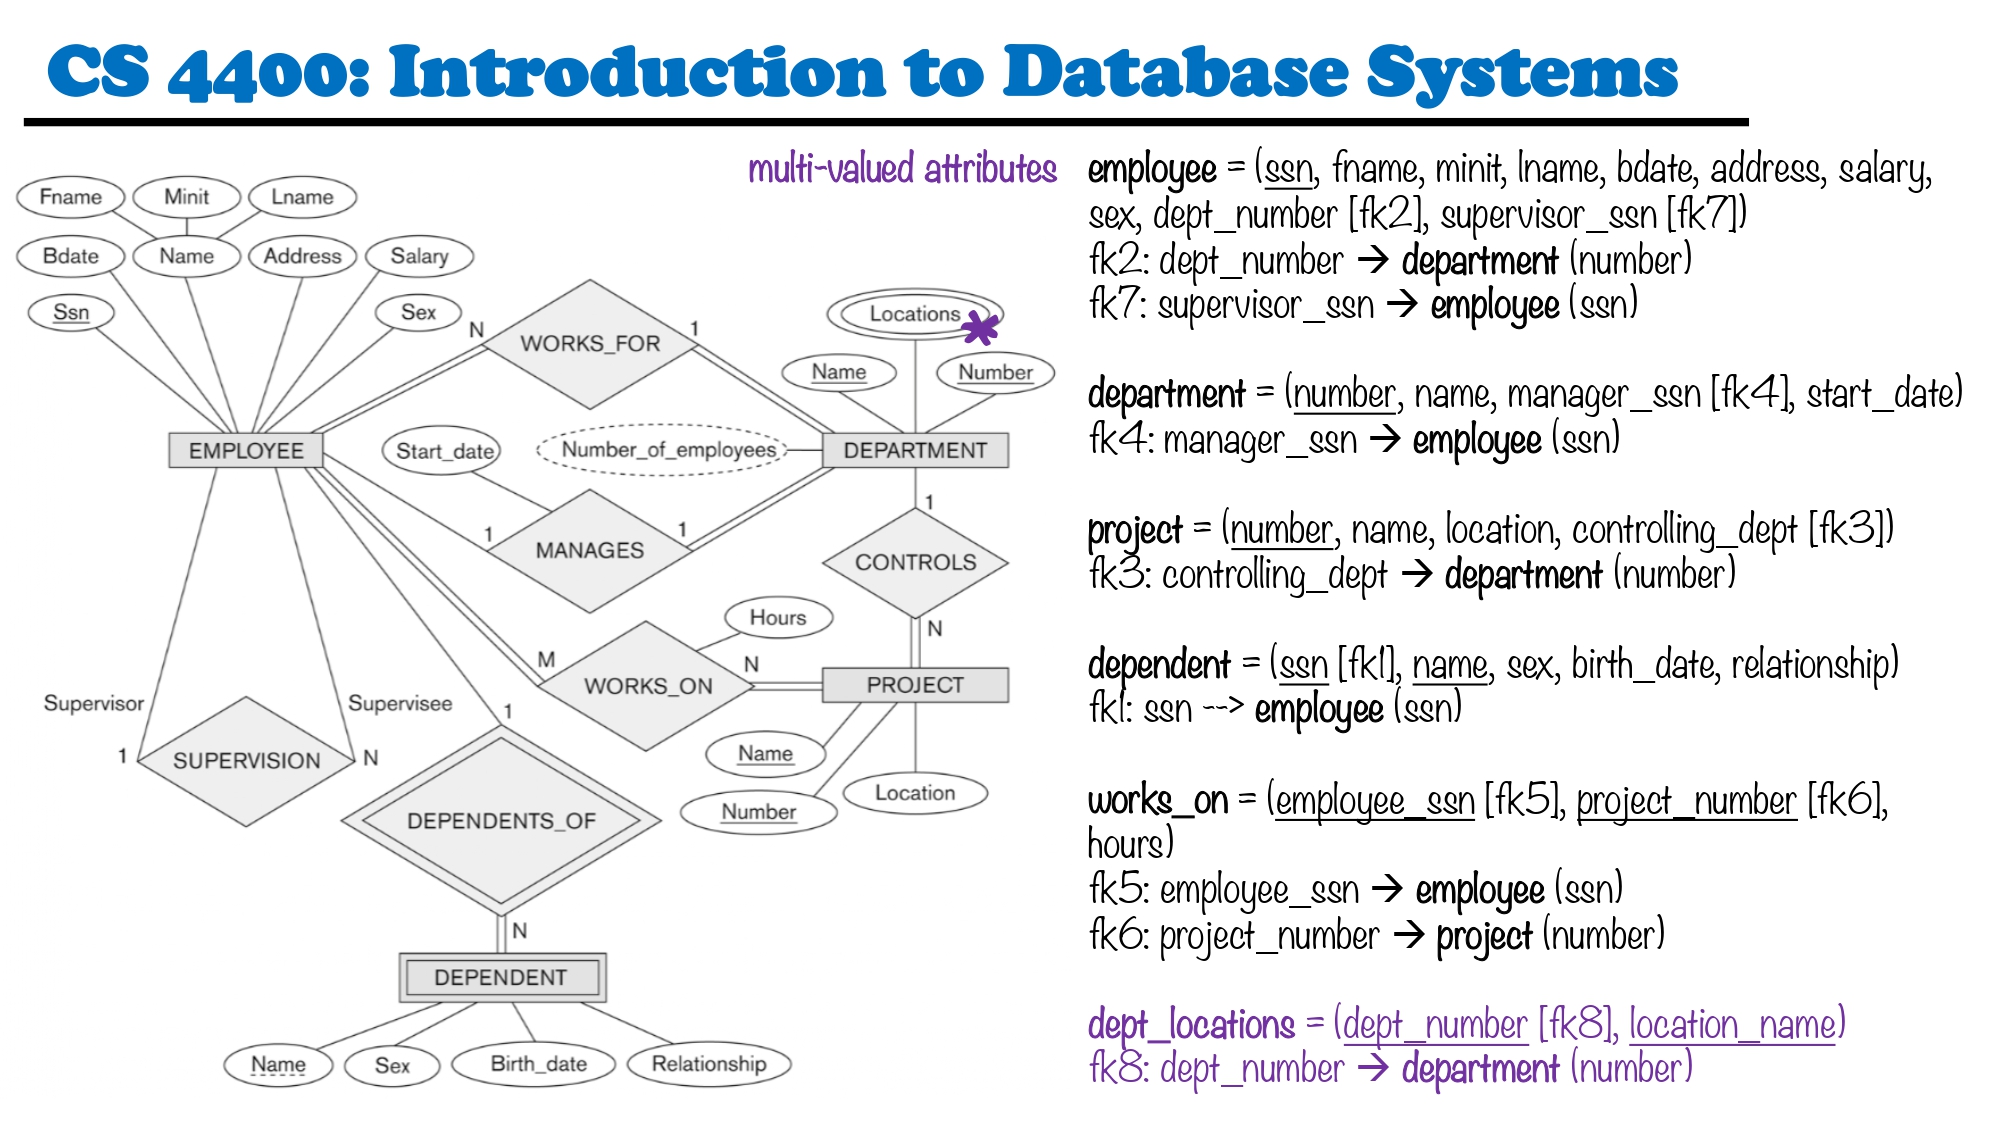 CS 4400: Introduction to Database Systems
multi-valued attributes
Fname
Minit
Lname
Bdate
Name
Address
Salary
Ssn
Sex
N
WORKS_FOR
1
Locations
Name
Number
EMPLOYEE
Start_date
Number_of_employees
DEPARTMENT
1
MANAGES
1
1
CONTROLS
N
Hours
M
WORKS_ON
N
PROJECT
Supervisor
Supervisee
1
SUPERVISION
N
1
Name
Number
Location
DEPENDENTS_OF
N
DEPENDENT
Name
Sex
Birth_date
Relationship
employee = (ssn, fname, minit, lname, bdate, address, salary,
sex, dept_number [fk2], supervisor_ssn [fk7])
fk2: dept_number → department (number)
fk7: supervisor_ssn → employee (ssn)
department = (number, name, manager_ssn [fk4], start_date)
fk4: manager_ssn → employee (ssn)
project = (number, name, location, controlling_dept [fk3])
fk3: controlling_dept → department (number)
dependent = (ssn [fk1], name, sex, birth_date, relationship)
fk1: ssn --> employee (ssn)
works_on = (employee_ssn [fk5], project_number [fk6],
hours)
fk5: employee_ssn → employee (ssn)
fk6: project_number → project (number)
dept_locations = (dept_number [fk8], location_name)
fk8: dept_number → department (number)